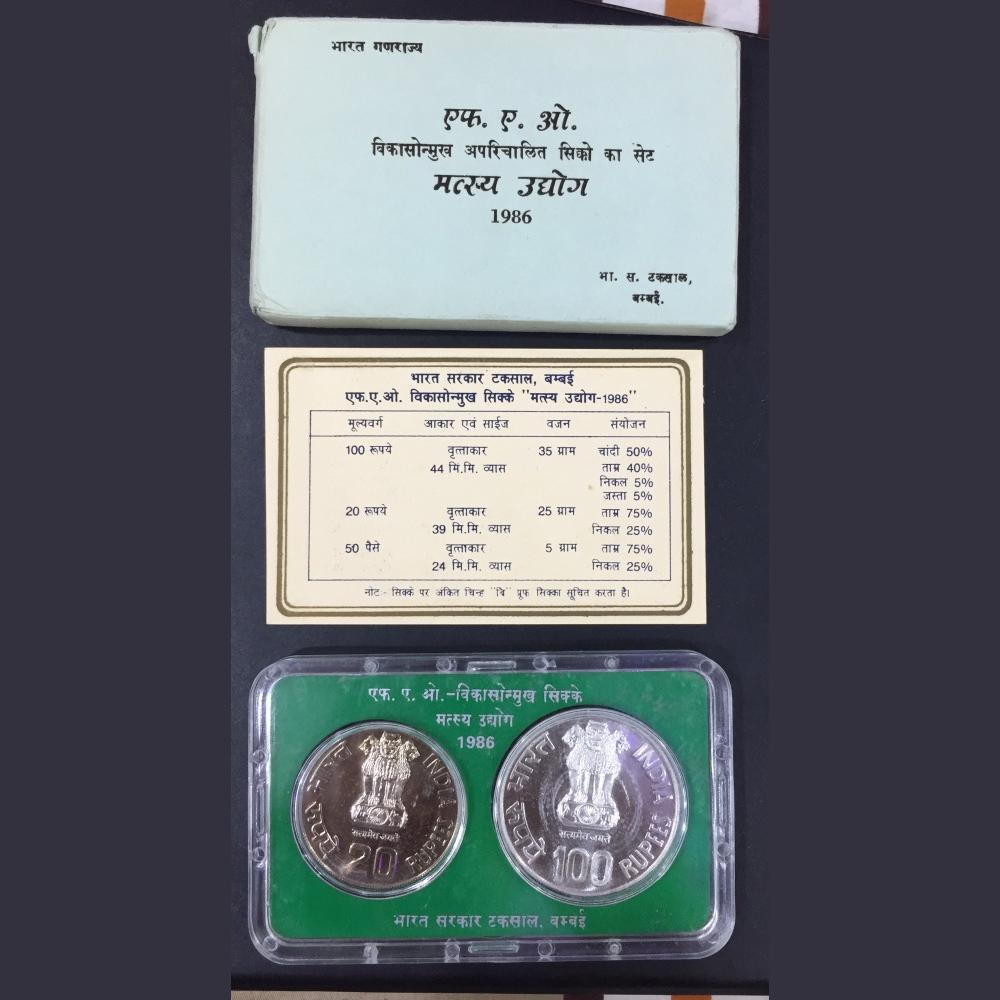 भारत गणराज्य
एफ. ए. ओ.
विकासोन्मुख अपरिचालित सिक्को का सेट
मत्स्य उद्योग
1986
भा. स. टकसाल,
बम्बई.
भारत सरकार टकसाल, बम्बई
एफ.ए.ओ. विकासोन्मुख सिक्के "मत्स्य उद्योग-1986"
मूल्यवर्ग आकार एवं साईज वजन संयोजन
100 रूपये वृत्ताकार 35 ग्राम चांदी 50%
44 मि.मि. व्यास ताम्र 40%
निकल 5%
जस्ता 5%
20 रूपये वृत्ताकार 25 ग्राम ताम्र 75%
39 मि.मि. व्यास निकल 25%
50 पैसे वृत्ताकार 5 ग्राम ताम्र 75%
24 मि.मि. व्यास निकल 25%
नोट:- सिक्के पर अंकित चिन्ह "बि" प्रूफ सिक्का सूचित करता है।
एफ. ए. ओ.-विकासोन्मुख सिक्के
मत्स्य उद्योग
1986
भारत INDIA
सत्यमेव जयते
रूपये 20 RUPEES
भारत INDIA
सत्यमेव जयते
रूपये 100 RUPEES
भारत सरकार टकसाल, बम्बई